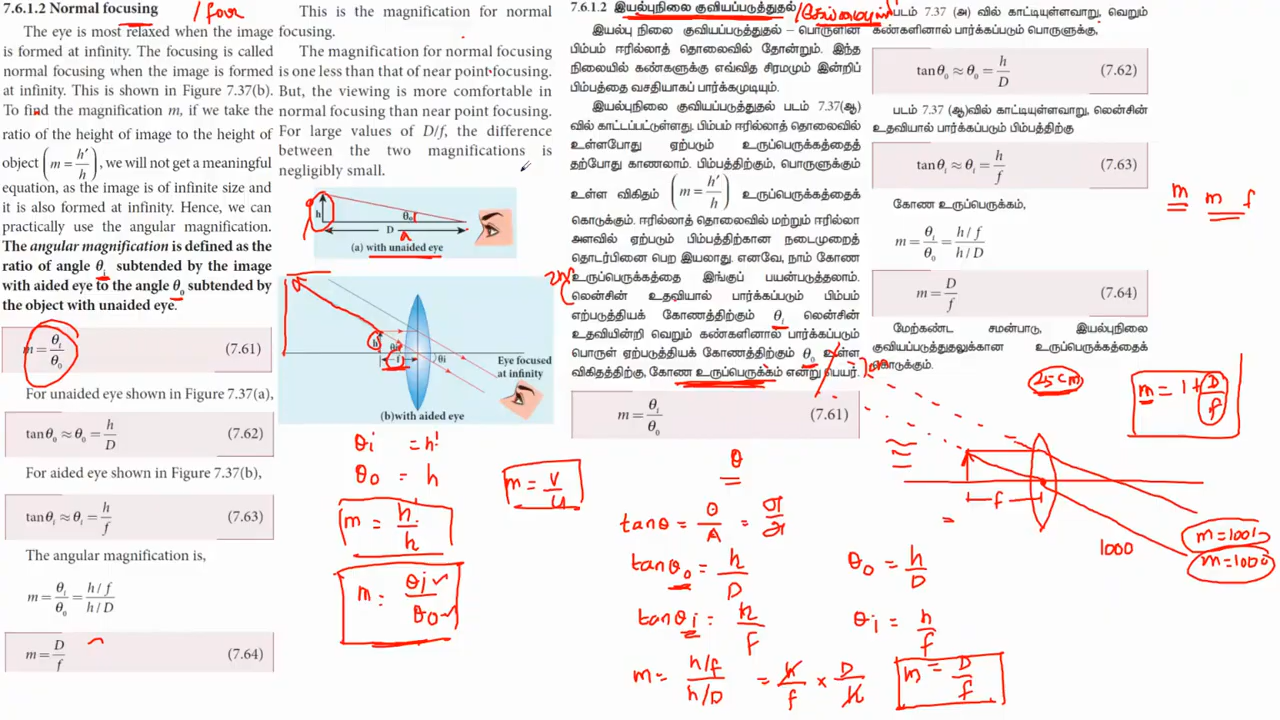 7.6.1.2 Normal focusing
The eye is most relaxed when the image
is formed at infinity. The focusing is called
normal focusing when the image is formed
at infinity. This is shown in Figure 7.37(b).
To find the magnification m, if we take the
ratio of the height of image to the height of
object (m = h′/h), we will not get a meaningful
equation, as the image is of infinite size and
it is also formed at infinity. Hence, we can
practically use the angular magnification.
The angular magnification is defined as the
ratio of angle θi subtended by the image
with aided eye to the angle θ0 subtended by
the object with unaided eye.
m = θi/θ0 (7.61)
For unaided eye shown in Figure 7.37(a),
tanθ0 ≈ θ0 = h/D (7.62)
For aided eye shown in Figure 7.37(b),
tanθi ≈ θi = h/f (7.63)
The angular magnification is,
m = θi/θ0 = h/f / h/D
m = D/f (7.64)
This is the magnification for normal
focusing.
The magnification for normal focusing
is one less than that of near point focusing.
But, the viewing is more comfortable in
normal focusing than near point focusing.
For large values of D/f, the difference
between the two magnifications is
negligibly small.
h θ0
D
(a) with unaided eye
h θi
f
Eye focused
at infinity
(b) with aided eye
θi = h'
θ0 = h
m = h/h
m = θi/θ0
m = v/u
7.6.1.2 இயல்புநிலை குவியப்படுத்துதல்
இயல்பு நிலை குவியப்படுத்துதல் – பொருளின்
பிம்பம் ஈரில்லாத் தொலைவில் தோன்றும். இந்த
நிலையில் கண்களுக்கு எவ்வித சிரமமும் இன்றிப்
பிம்பத்தை வசதியாகப் பார்க்கமுடியும்.
இயல்புநிலை குவியப்படுத்துதல் படம் 7.37(ஆ)
வில் காட்டப்பட்டுள்ளது. பிம்பம் ஈரில்லாத் தொலைவில்
உள்ளபோது ஏற்படும் உருப்பெருக்கத்தைத்
தற்போது காணலாம். பிம்பத்திற்கும், பொருளுக்கும்
உள்ள விகிதம் (m = h′/h) உருப்பெருக்கத்தைக்
கொடுக்கும். ஈரில்லாத் தொலைவில் மற்றும் ஈரில்லா
அளவில் ஏற்படும் பிம்பத்திற்கான நடைமுறைத்
தொடர்பினை பெற இயலாது. எனவே, நாம் கோண
உருப்பெருக்கத்தை இங்குப் பயன்படுத்தலாம்.
லென்சின் உதவியால் பார்க்கப்படும் பிம்பம்
ஏற்படுத்தியக் கோணத்திற்கும் θi லென்சின்
உதவியின்றி வெறும் கண்களினால் பார்க்கப்படும்
பொருள் ஏற்படுத்தியக் கோணத்திற்கும் θ0 உள்ள
விகிதத்திற்கு, கோண உருப்பெருக்கம் என்று பெயர்.
m = θi/θ0 (7.61)
படம் 7.37 (அ) வில் காட்டியுள்ளவாறு, வெறும்
கண்களினால் பார்க்கப்படும் பொருளுக்கு,
tanθ0 ≈ θ0 = h/D (7.62)
படம் 7.37 (ஆ)வில் காட்டியுள்ளவாறு, லென்சின்
உதவியால் பார்க்கப்படும் பிம்பத்திற்கு
tanθi ≈ θi = h/f (7.63)
கோண உருப்பெருக்கம்,
m = θi/θ0 = h/f / h/D
m = D/f (7.64)
மேற்கண்ட சமன்பாடு, இயல்புநிலை
குவியப்படுத்துதலுக்கான உருப்பெருக்கத்தைக்
கொடுக்கும்.
m m f
25cm
m = 1+D/f
f
1000
m=1001
m=1000
θ
tanθ = θ/A
tanθ0 = h/D θ0 = h/D
tanθi = h/f θi = h/f
m = h/f / h/D = h/f × D/h m = D/f